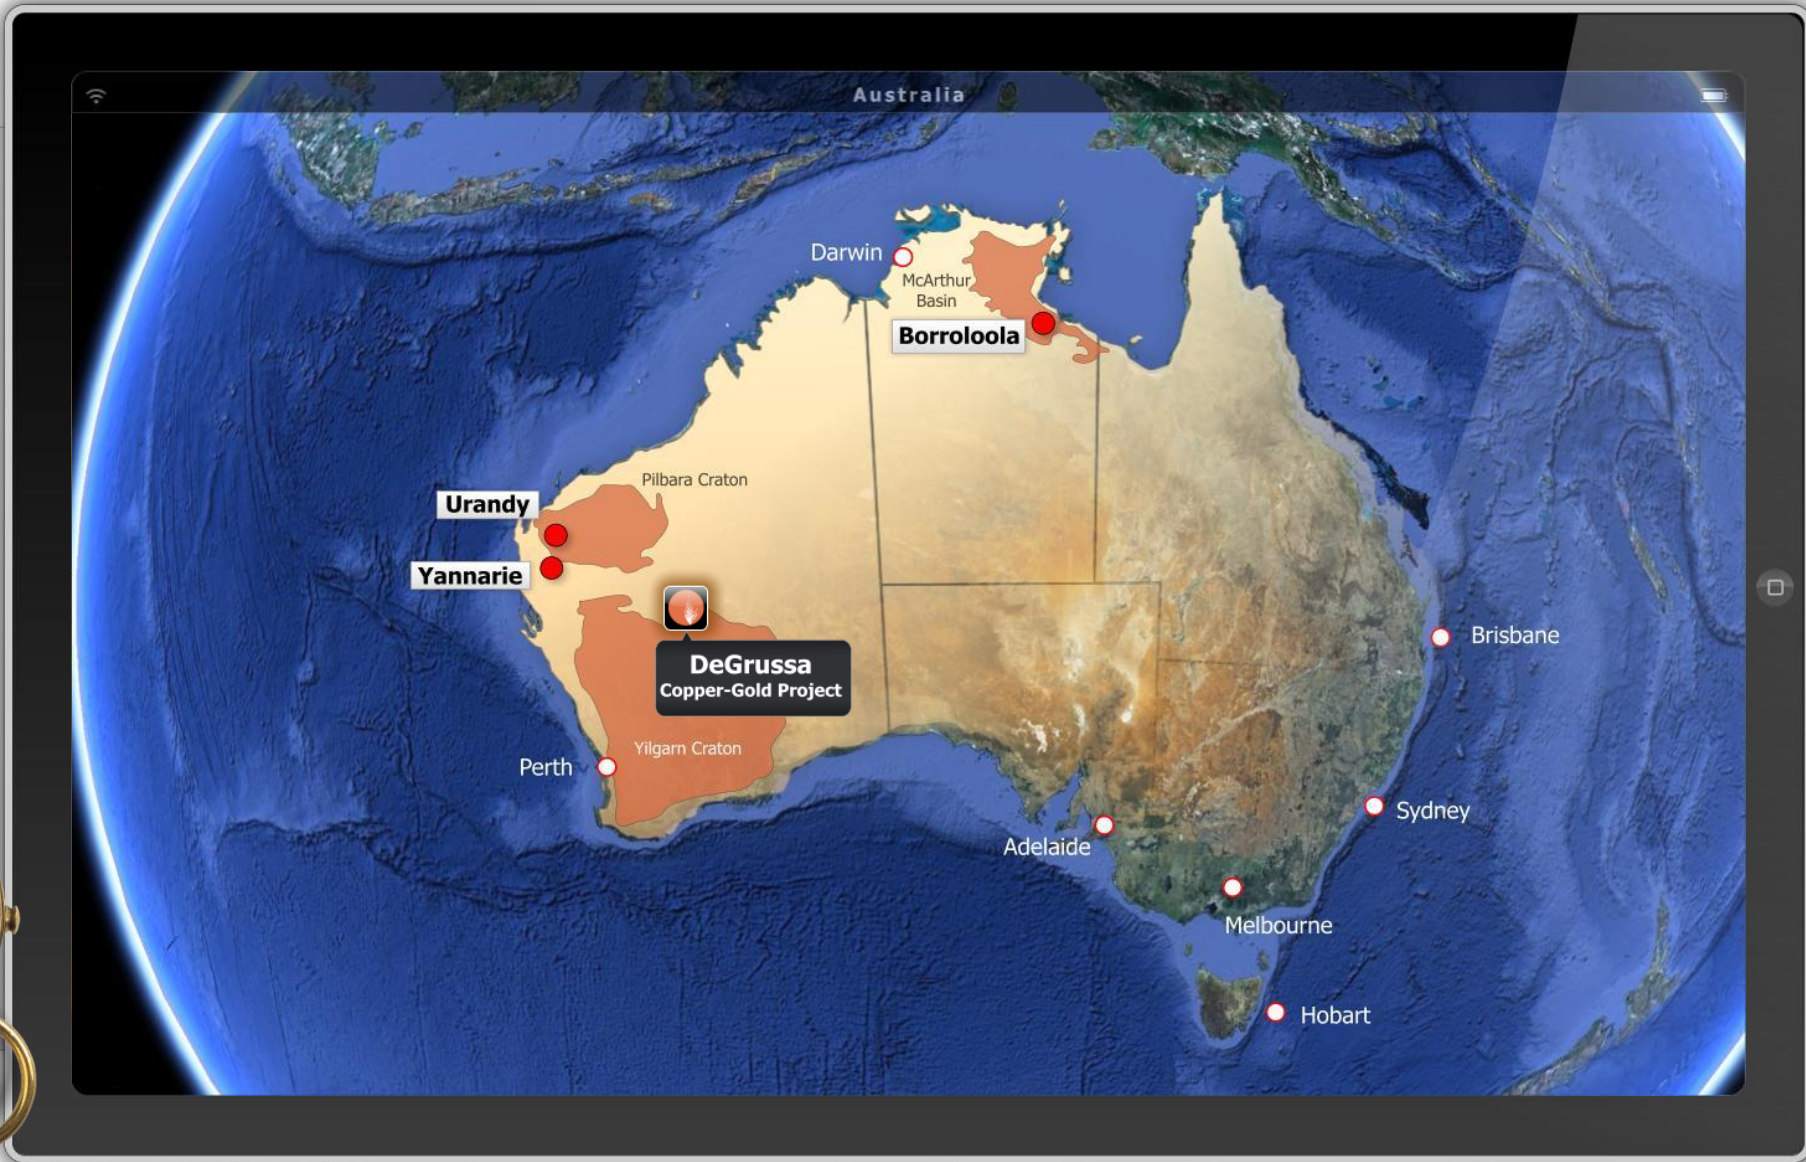 Australia
Darwin
McArthur
Basin
Borroloola
Pilbara Craton
Urandy
Yannarie
DeGrussa
Copper-Gold Project
Brisbane
Yilgarn Craton
Perth
Sydney
Adelaide
Melbourne
Hobart